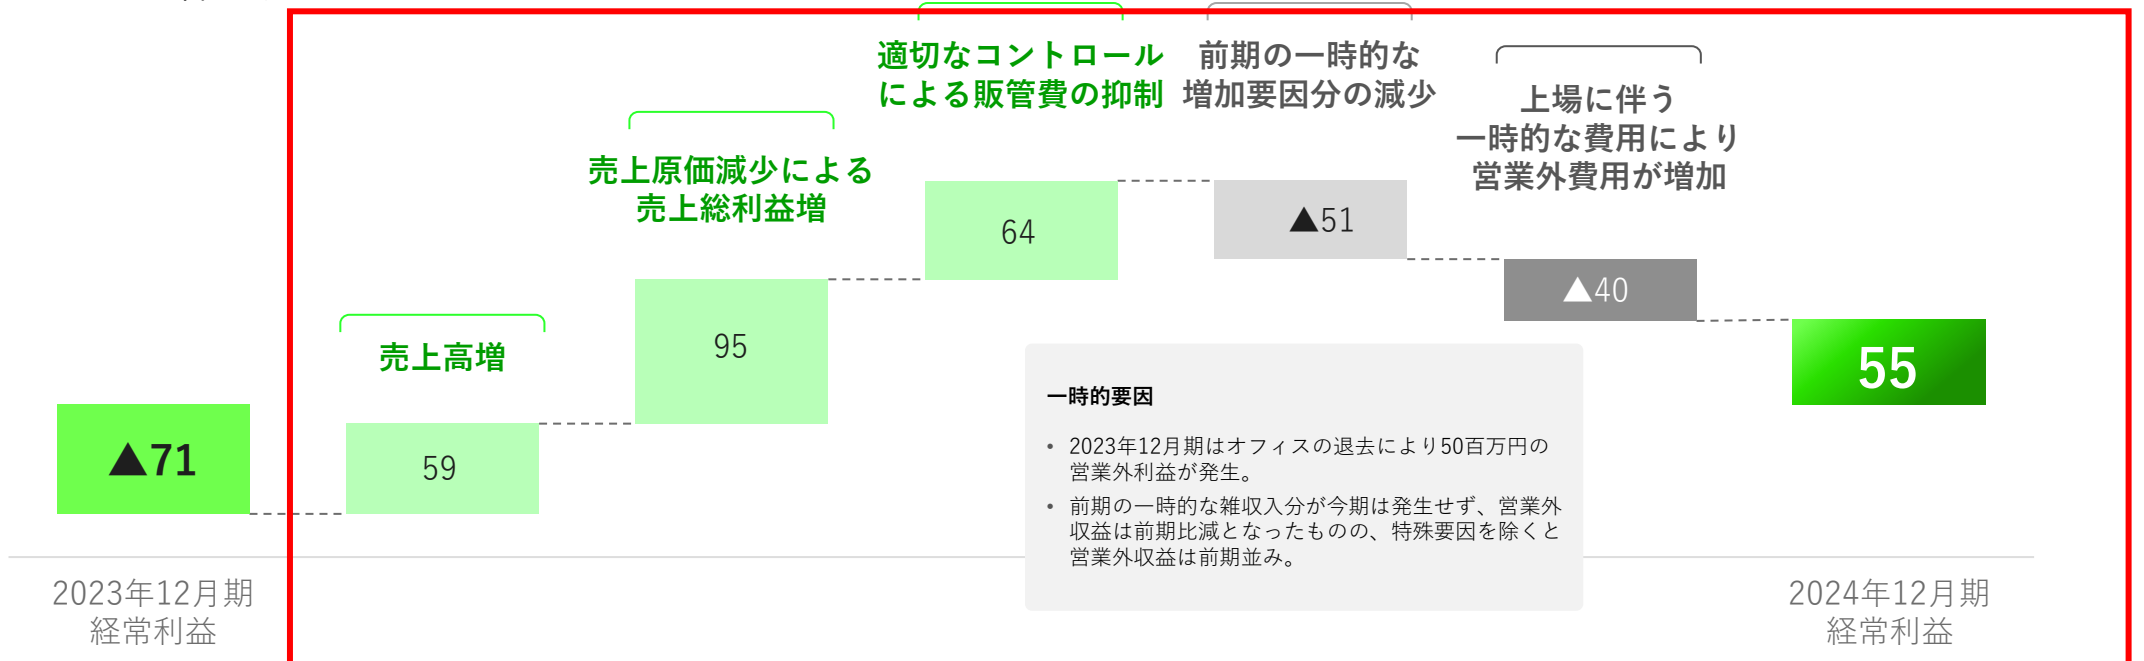 適切なコントロール
による販管費の抑制
前期の一時的な
増加要因分の減少
上場に伴う
一時的な費用により
営業外費用が増加
売上原価減少による
売上総利益増
売上高増
▲71
59
95
64
▲51
▲40
55
一時的要因
• 2023年12月期はオフィスの退去により50百万円の
営業外利益が発生。
• 前期の一時的な雑収入分が今期は発生せず、営業外
収益は前期比減となったものの、特殊要因を除くと
営業外収益は前期並み。
2023年12月期
経常利益
2024年12月期
経常利益